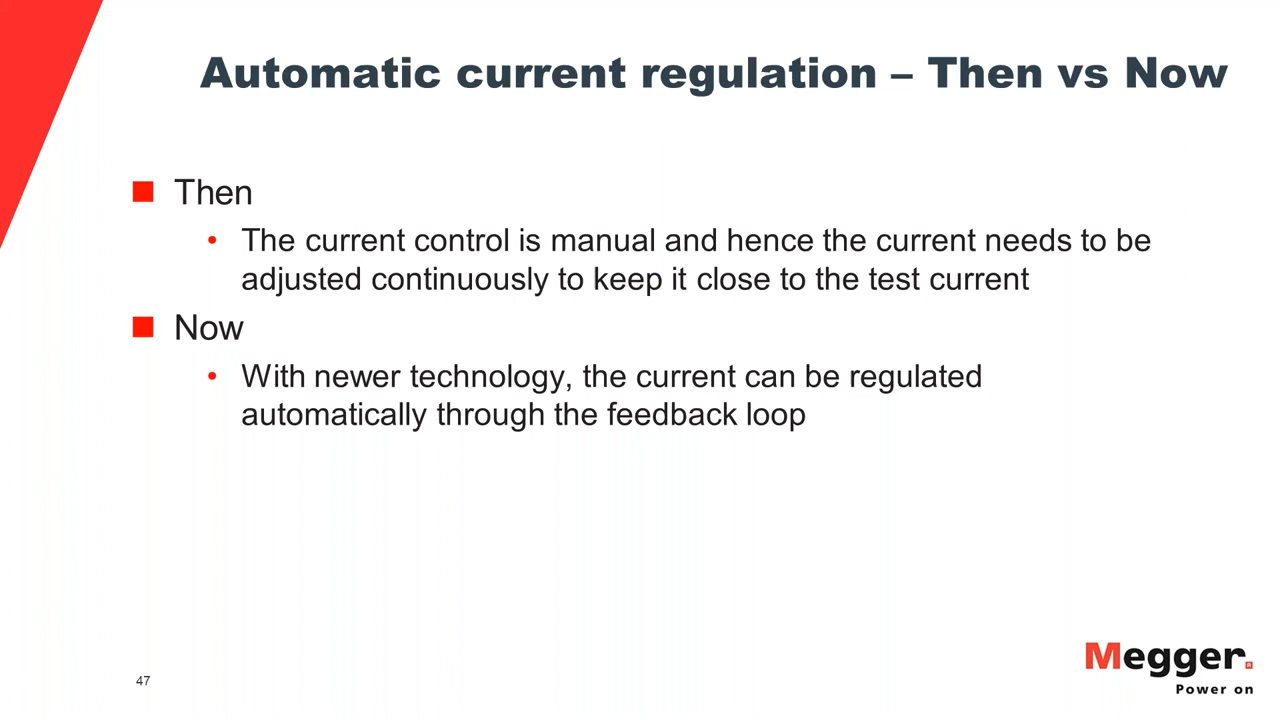 Automatic current regulation – Then vs Now
Then
• The current control is manual and hence the current needs to be
adjusted continuously to keep it close to the test current
Now
• With newer technology, the current can be regulated
automatically through the feedback loop
47
Megger.
Power on